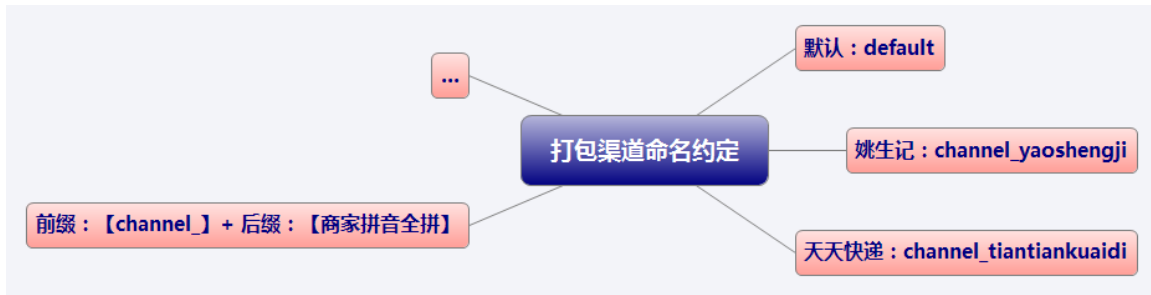 默认：default
...
打包渠道命名约定
姚生记：channel_yaoshengji
前缀：【channel_】+ 后缀：【商家拼音全拼】
天天快递：channel_tiantiankuaidi